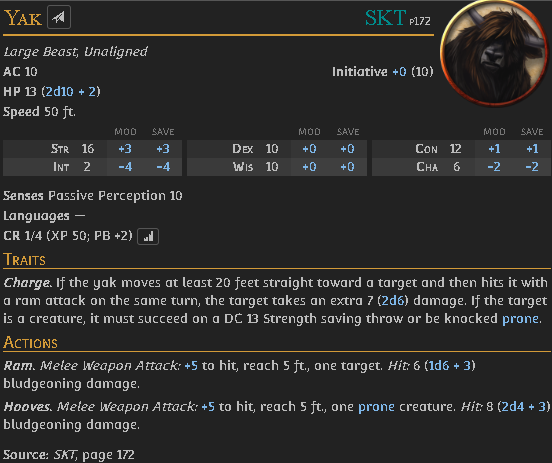 Yak SKT P172
Large Beast, Unaligned
AC 10 Initiative +0 (10)
HP 13 (2d10 + 2)
Speed 50 ft.
MOD SAVE MOD SAVE MOD SAVE
Str 16 +3 +3 Dex 10 +0 +0 Con 12 +1 +1
Int 2 −4 −4 Wis 10 +0 +0 Cha 6 −2 −2
Senses Passive Perception 10
Languages —
CR 1/4 (XP 50; PB +2)
Traits
Charge. If the yak moves at least 20 feet straight toward a target and then hits it with
a ram attack on the same turn, the target takes an extra 7 (2d6) damage. If the target
is a creature, it must succeed on a DC 13 Strength saving throw or be knocked prone.
Actions
Ram. Melee Weapon Attack: +5 to hit, reach 5 ft., one target. Hit: 6 (1d6 + 3)
bludgeoning damage.
Hooves. Melee Weapon Attack: +5 to hit, reach 5 ft., one prone creature. Hit: 8 (2d4 + 3)
bludgeoning damage.
Source: SKT, page 172